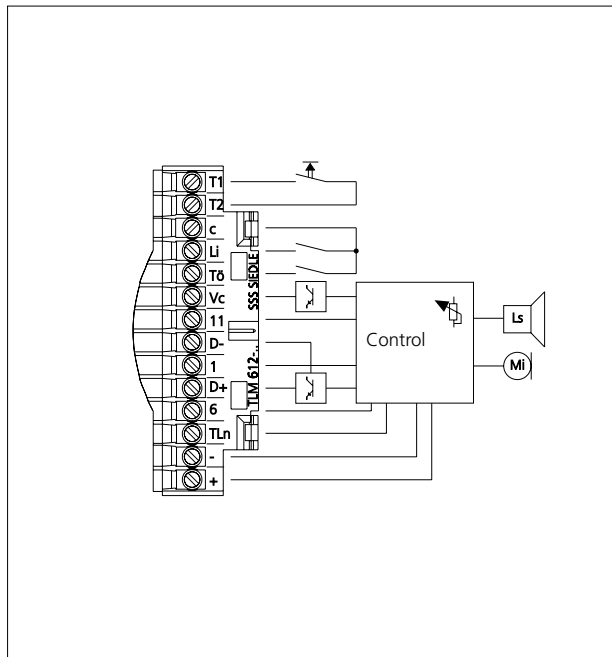 T1
T2
c
Li
Tö
Vc
11
D-
1
D+
6
TLn
-
+
SSS SIEDLE
TLM 612-..
Control
Ls
Mi